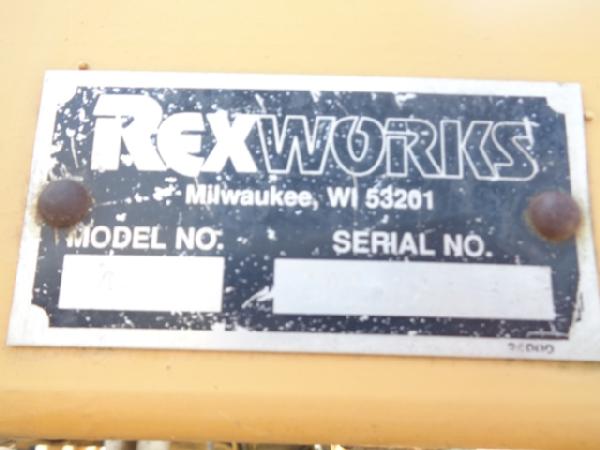 REXWORKS
Milwaukee, WI 53201
MODEL NO. SERIAL NO.